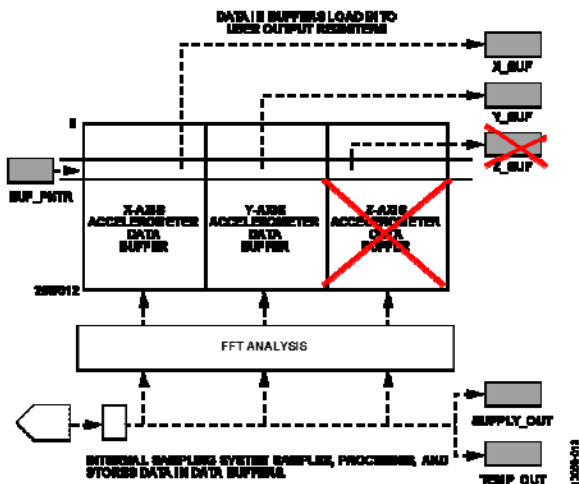 DATA IN BUFFERS LOAD INTO
USER OUTPUT REGISTERS
X_BUF
Y_BUF
Z_BUF
BUF_PNTR
X-AXIS
ACCELEROMETER
DATA
BUFFER
Y-AXIS
ACCELEROMETER
DATA
BUFFER
Z-AXIS
ACCELEROMETER
DATA
BUFFER
FFT ANALYSIS
SUPPLY_OUT
INTERNAL SAMPLING SYSTEM SAMPLES, PROCESSES, AND
STORES DATA IN DATA BUFFERS.
TEMP_OUT